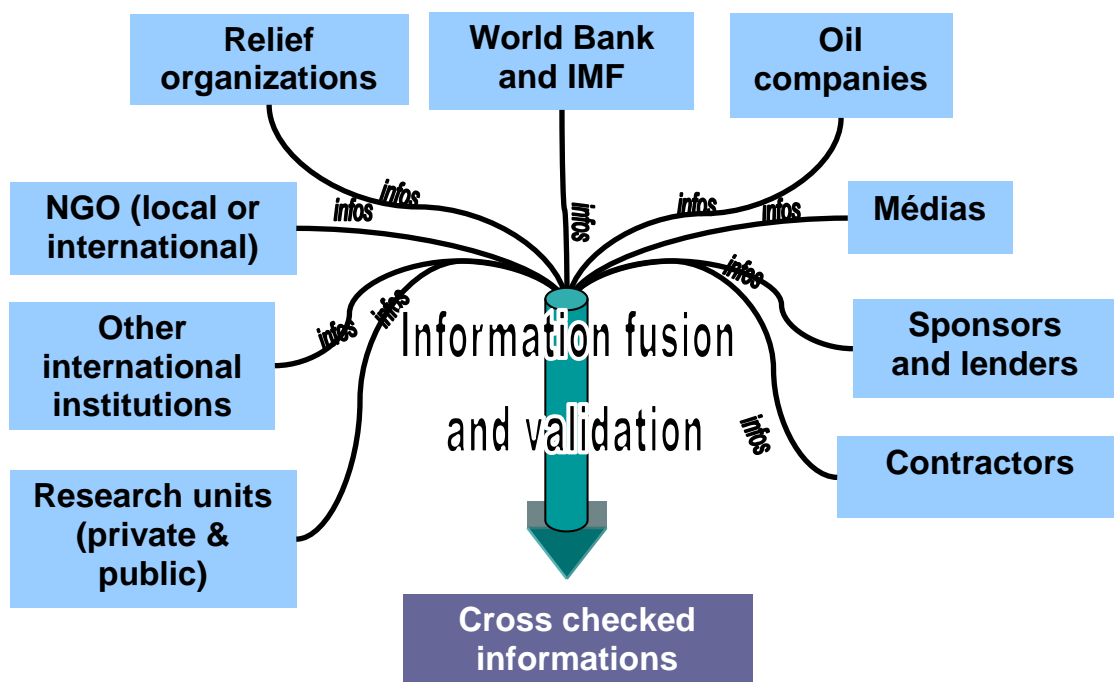 Relief
organizations
World Bank
and IMF
Oil
companies
infos
infos
infos
infos
infos
NGO (local or
international)
Médias
infos
infos
infos
Other
international
institutions
Information fusion
and validation
Sponsors
and lenders
infos
Contractors
Research units
(private &
public)
Cross checked
informations